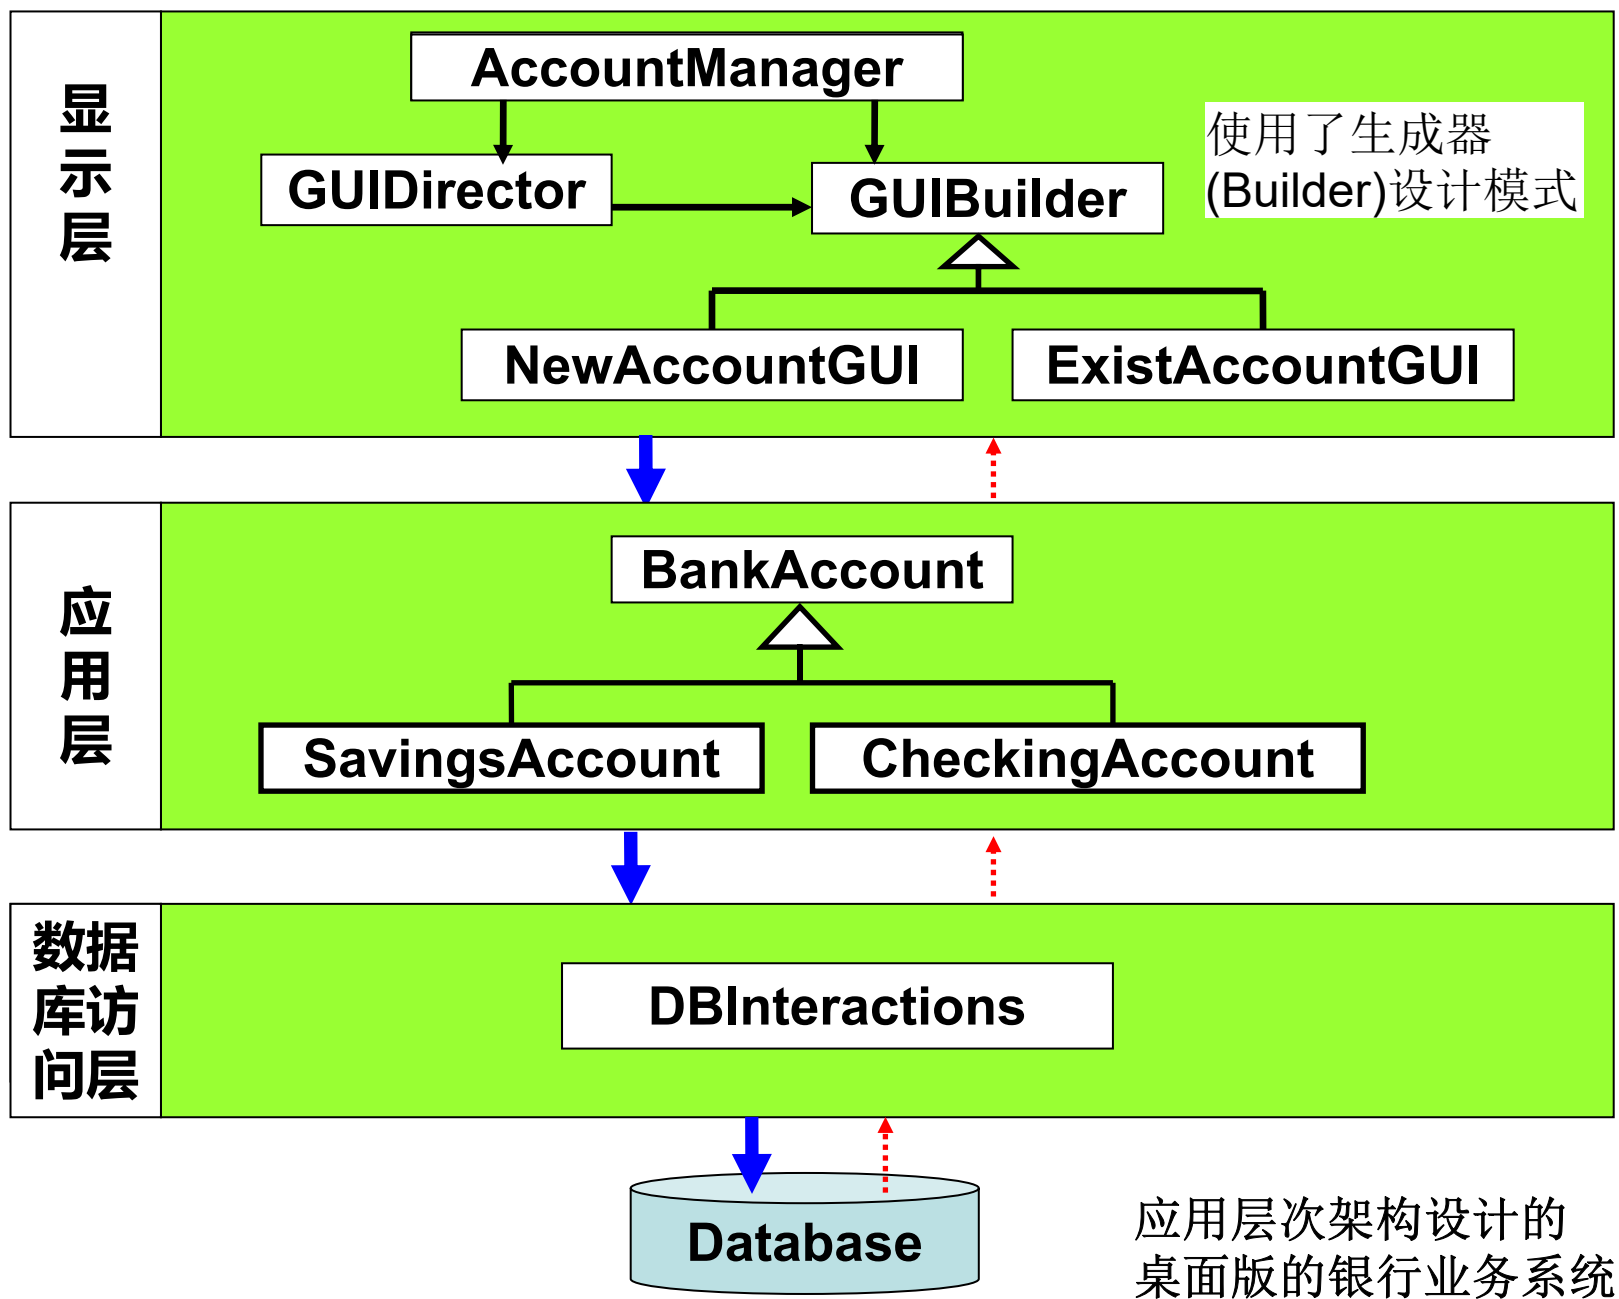 显
示
层
AccountManager
GUIDirector
GUIBuilder
使用了生成器
(Builder)设计模式
NewAccountGUI
ExistAccountGUI
应
用
层
BankAccount
SavingsAccount
CheckingAccount
数据
库访
问层
DBInteractions
Database
应用层次架构设计的
桌面版的银行业务系统